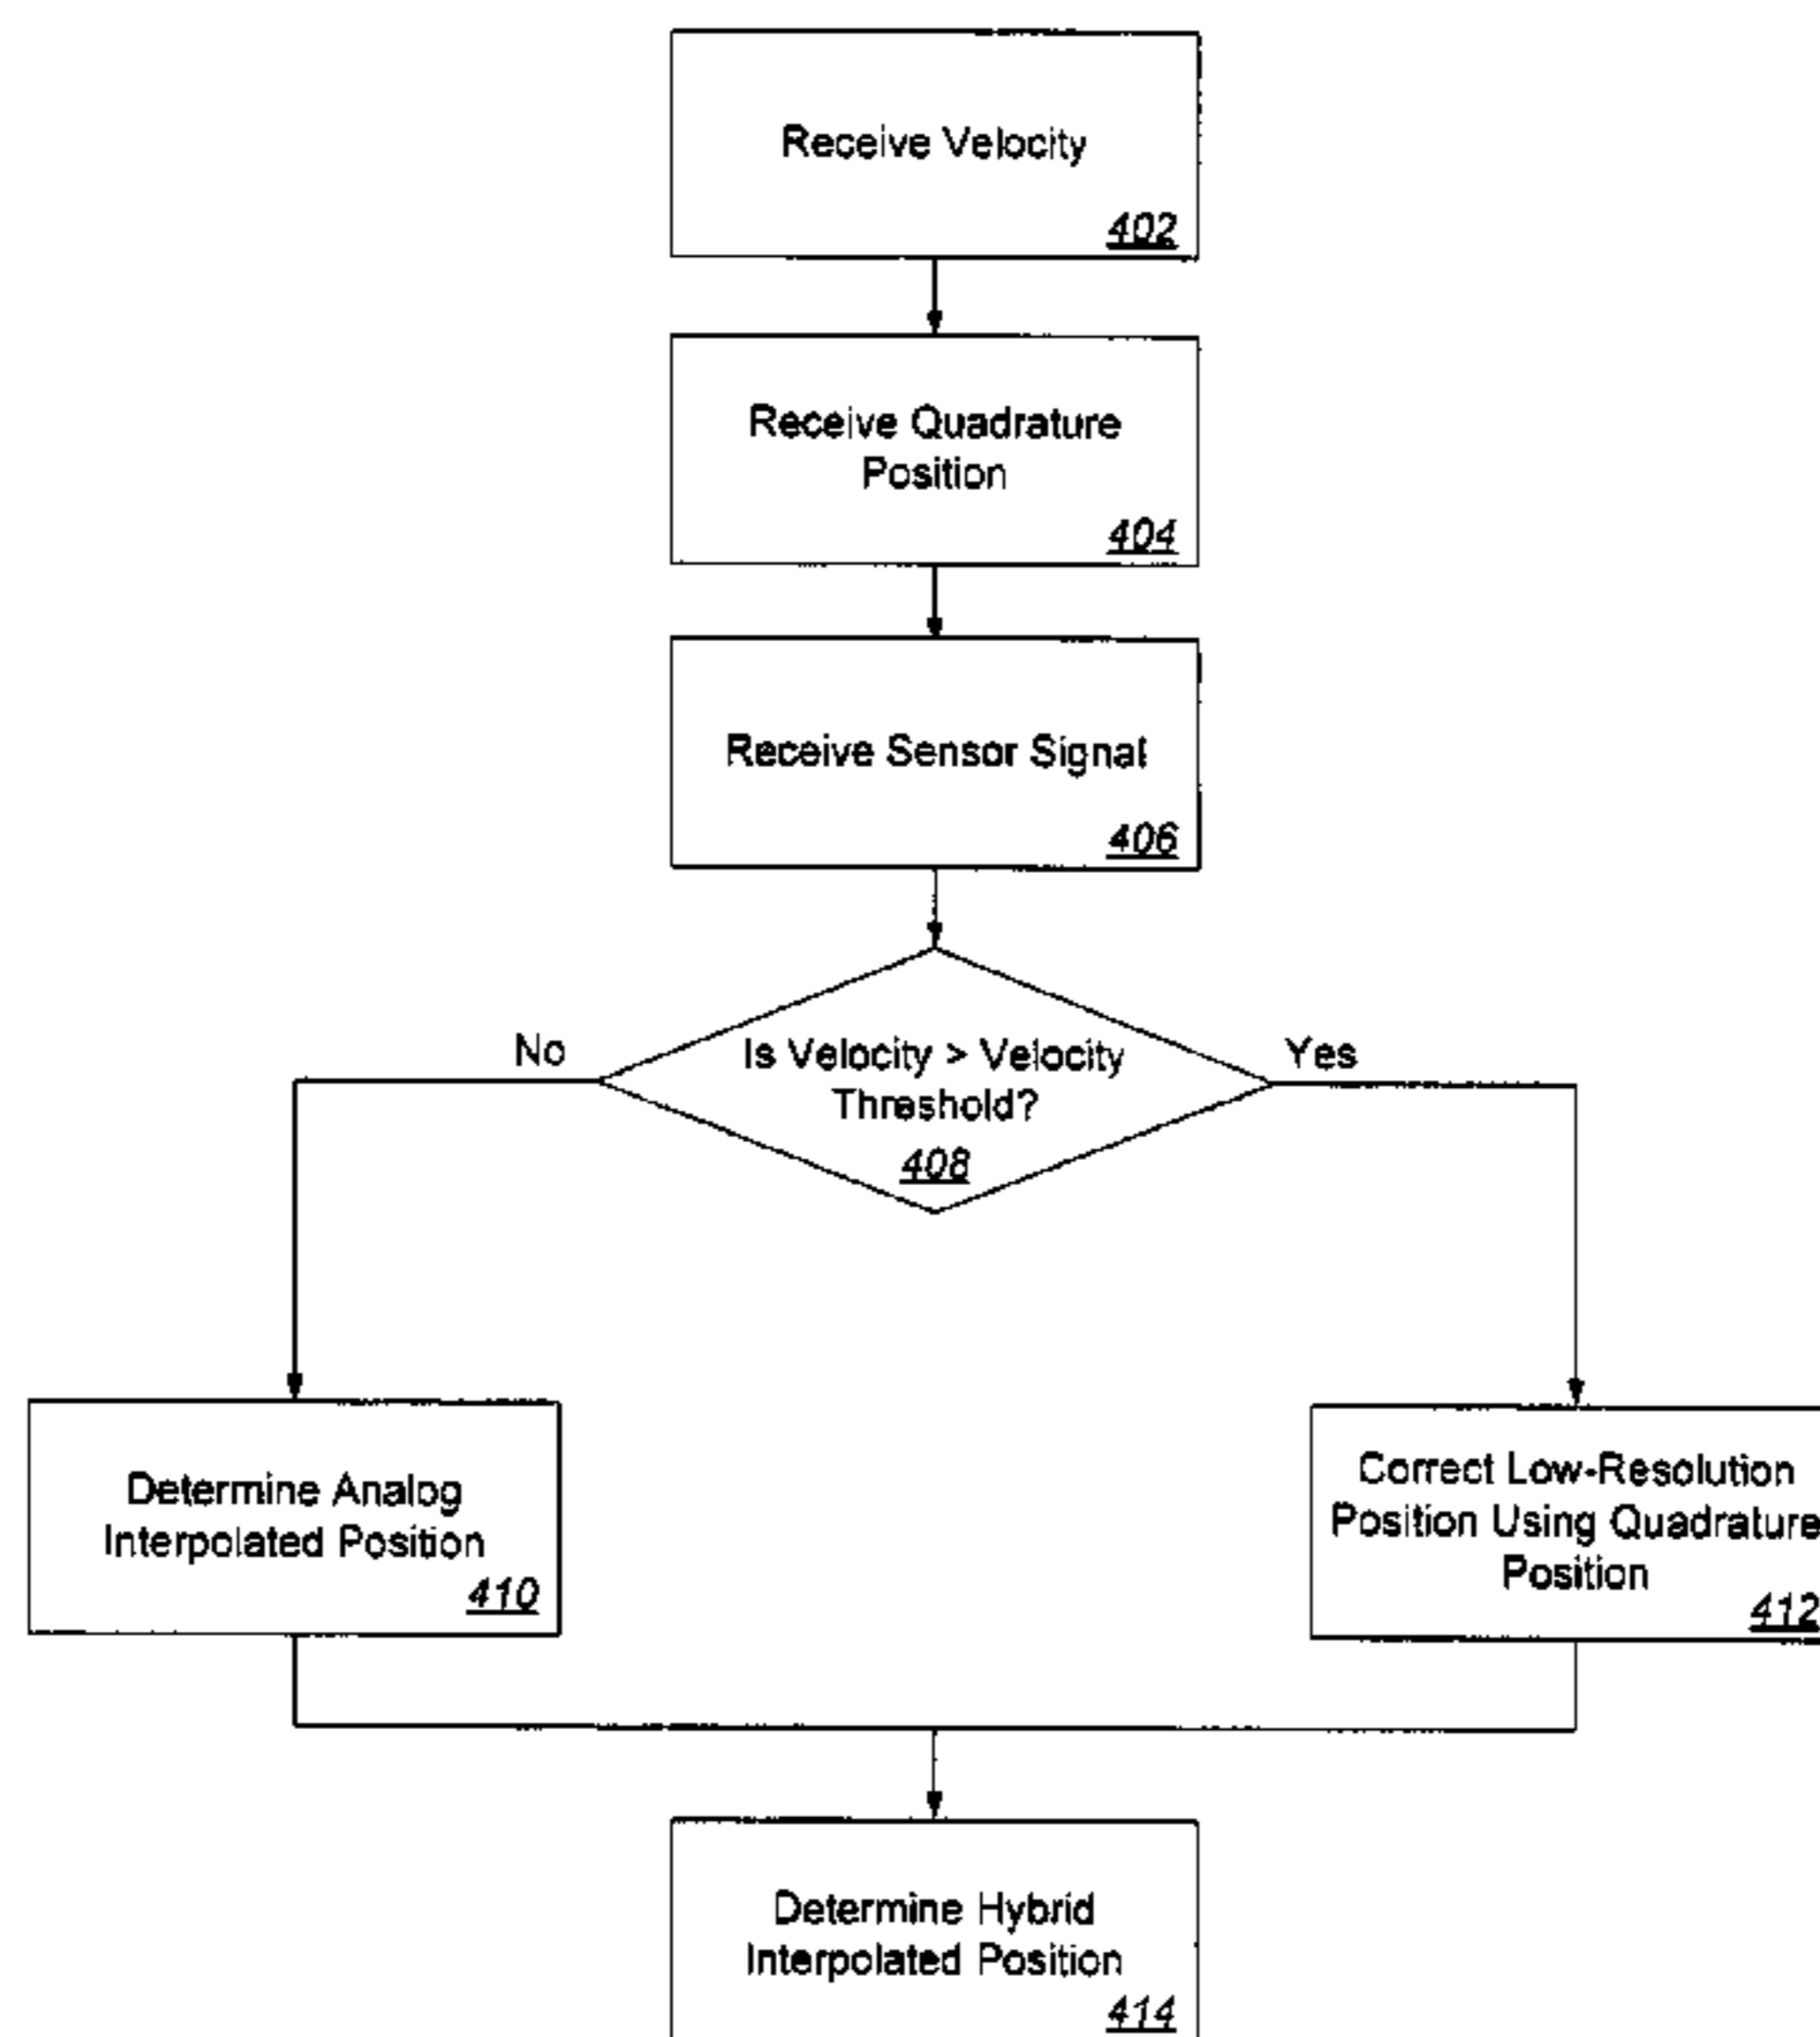 Receive Velocity
402
Receive Quadrature
Position
404
Receive Sensor Signal
406
No
Is Velocity > Velocity
Threshold?
408
Yes
Determine Analog
Interpolated Position
410
Correct Low-Resolution
Position Using Quadrature
Position
412
Determine Hybrid
Interpolated Position
414